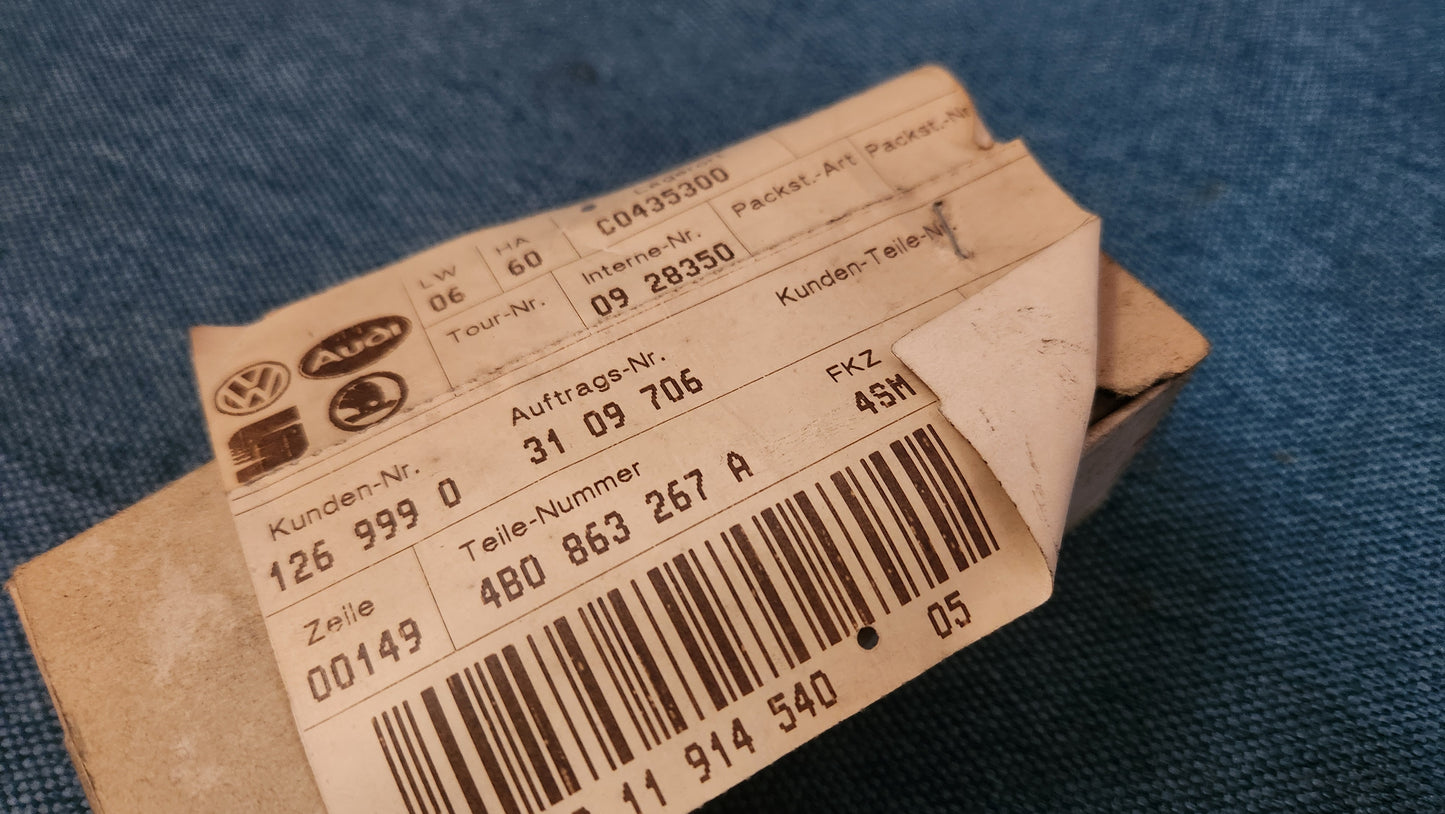 LW
06
HA
60
C0435300
Packst.-Art
Packst.-Nr
Tour-Nr.
Interne-Nr.
09 28350
VW
Audi
Kunden-Nr.
126 999 0
Auftrags-Nr.
31 09 706
Kunden-Teile-Nr.
Zeile
00149
Teile-Nummer
4B0 863 267 A
FKZ
4SM
05
11 914 540